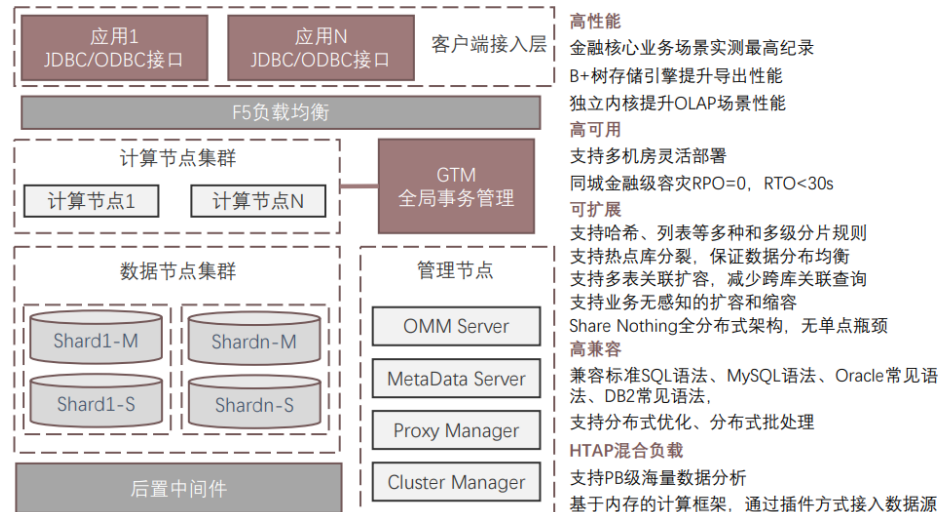 应用1
JDBC/ODBC接口
应用N
JDBC/ODBC接口
客户端接入层
F5负载均衡
计算节点集群
计算节点1
计算节点N
GTM
全局事务管理
数据节点集群
Shard1-M
Shardn-M
Shard1-S
Shardn-S
后置中间件
管理节点
OMM Server
MetaData Server
Proxy Manager
Cluster Manager
高性能
金融核心业务场景实测最高纪录
B+树存储引擎提升导出性能
独立内核提升OLAP场景性能
高可用
支持多机房灵活部署
同城金融级容灾RPO=0，RTO<30s
可扩展
支持哈希、列表等多种和多级分片规则
支持热点库分裂，保证数据分布均衡
支持多表关联扩容，减少跨库关联查询
支持业务无感知的扩容和缩容
Share Nothing全分布式架构，无单点瓶颈
高兼容
兼容标准SQL语法、MySQL语法、Oracle常见语
法、DB2常见语法，
支持分布式优化、分布式批处理
HTAP混合负载
支持PB级海量数据分析
基于内存的计算框架，通过插件方式接入数据源